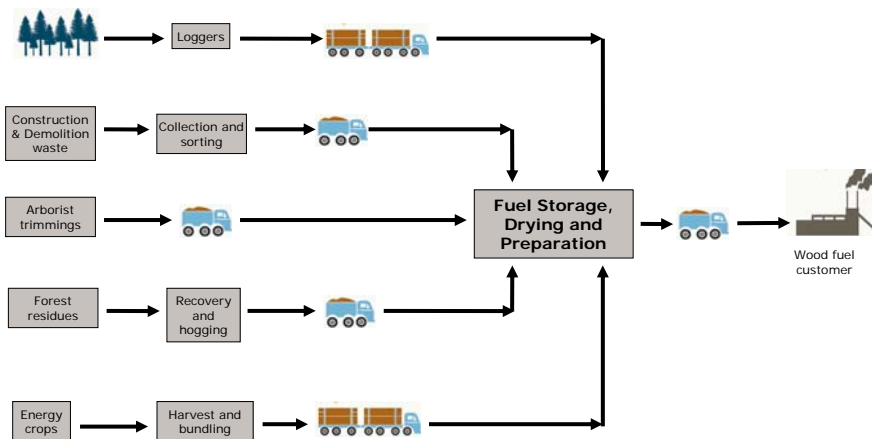 Loggers
Construction
& Demolition
waste
Collection and
sorting
Arborist
trimmings
Fuel Storage,
Drying and
Preparation
Wood fuel
customer
Forest
residues
Recovery
and
hogging
Energy
crops
Harvest and
bundling